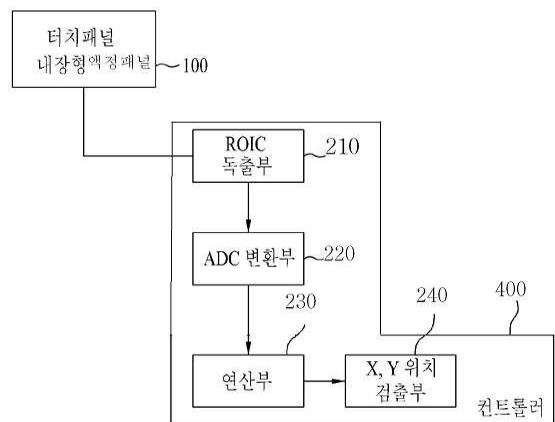 터치패널
내장형액정패널
100
ROIC
독출부
210
ADC 변환부
220
230
240
400
연산부
X, Y 위치
검출부
컨트롤러